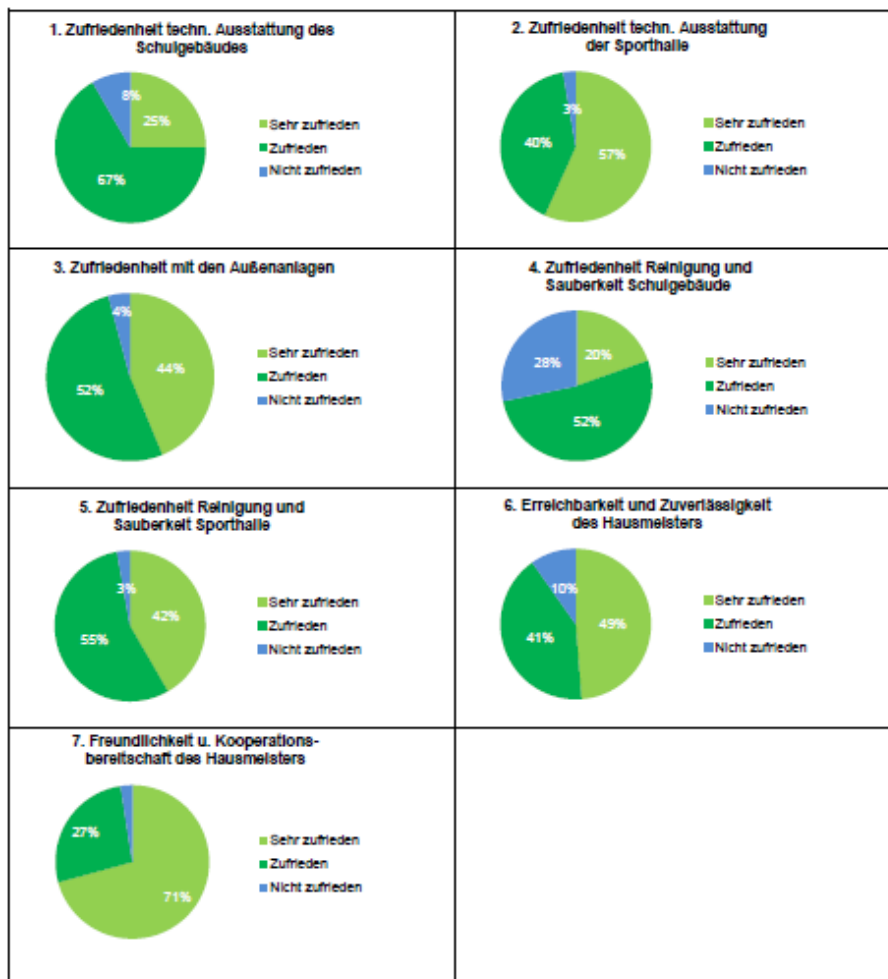 1. Zufriedenheit techn. Ausstattung des
Schulgebäudes
8%
25%
67%
Sehr zufrieden
Zufrieden
Nicht zufrieden
2. Zufriedenheit techn. Ausstattung
der Sporthalle
3%
40%
57%
Sehr zufrieden
Zufrieden
Nicht zufrieden
3. Zufriedenheit mit den Außenanlagen
4%
44%
52%
Sehr zufrieden
Zufrieden
Nicht zufrieden
4. Zufriedenheit Reinigung und
Sauberkeit Schulgebäude
28%
20%
52%
Sehr zufrieden
Zufrieden
Nicht zufrieden
5. Zufriedenheit Reinigung und
Sauberkeit Sporthalle
3%
42%
55%
Sehr zufrieden
Zufrieden
Nicht zufrieden
6. Erreichbarkeit und Zuverlässigkeit
des Hausmeisters
10%
49%
41%
Sehr zufrieden
Zufrieden
Nicht zufrieden
7. Freundlichkeit u. Kooperations-
bereitschaft des Hausmeisters
27%
71%
Sehr zufrieden
Zufrieden
Nicht zufrieden